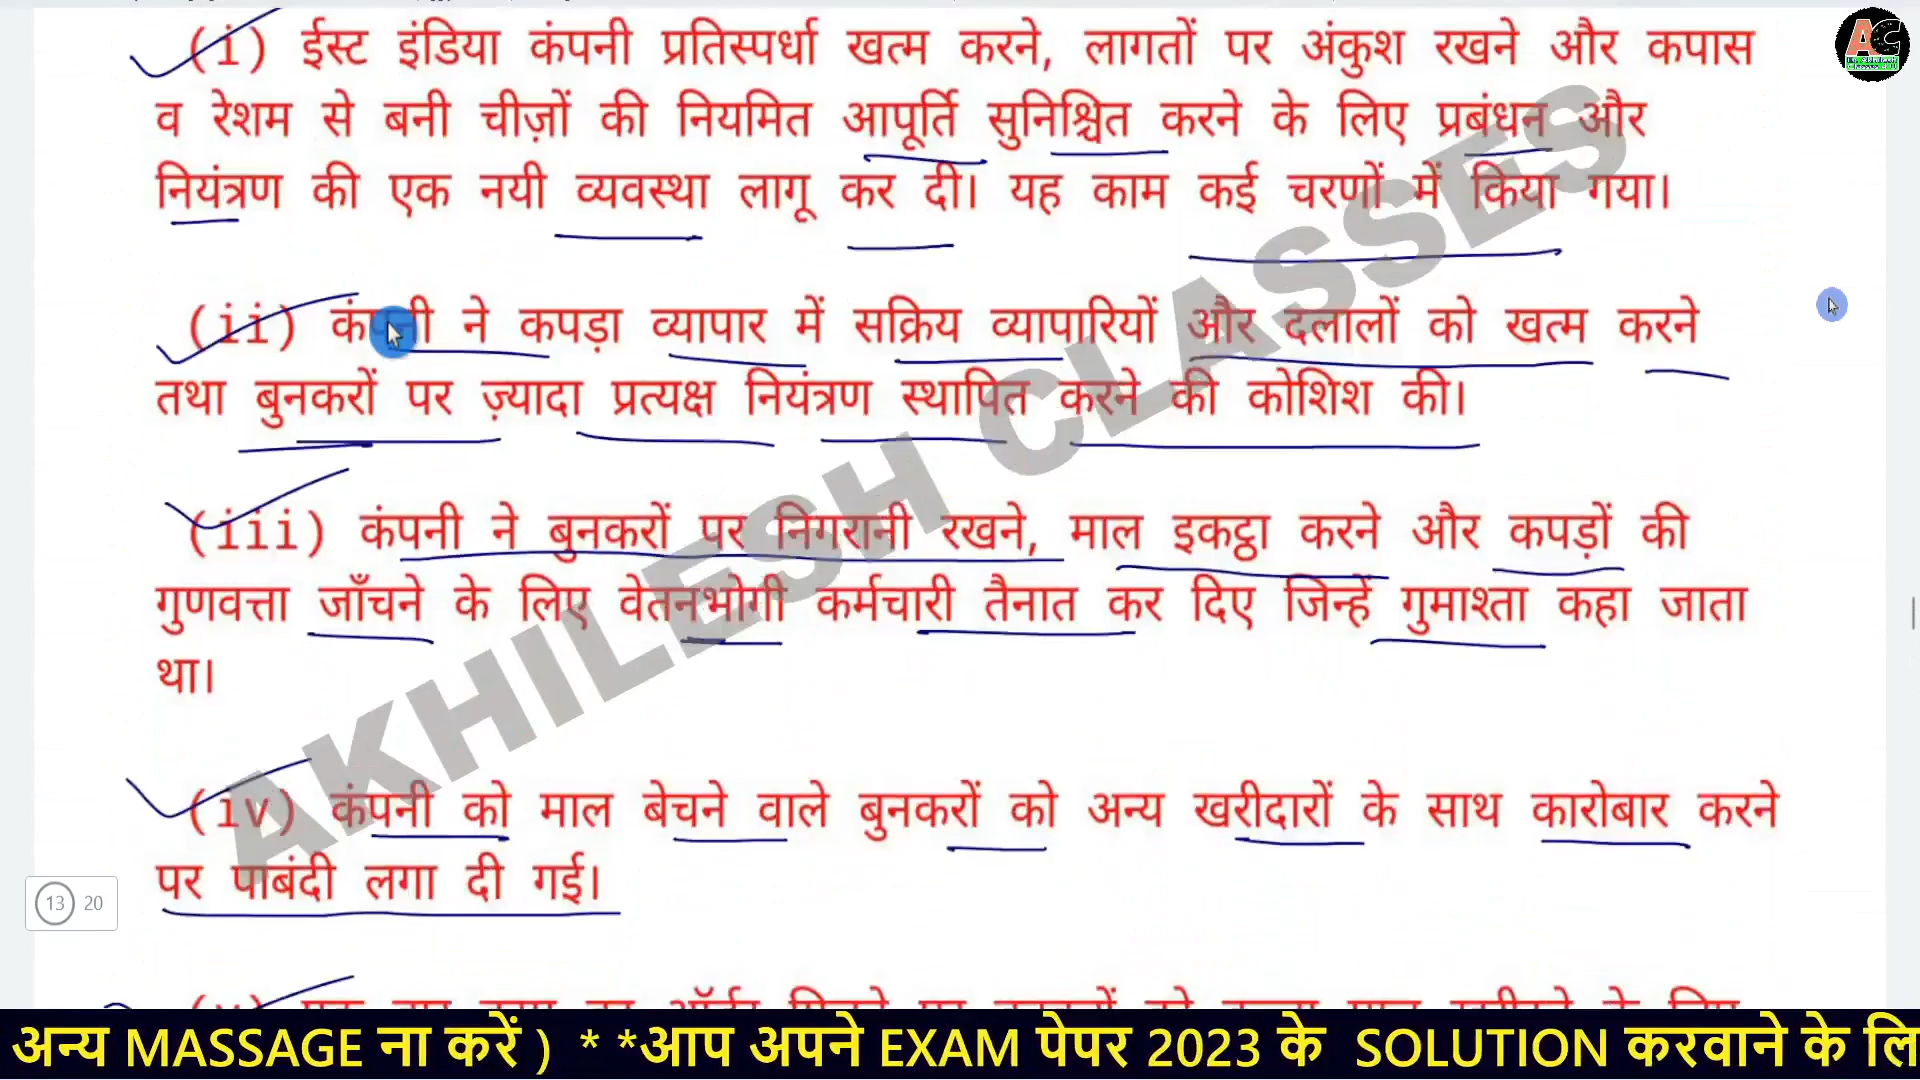 (i) ईस्ट इंडिया कंपनी प्रतिस्पर्धा खत्म करने, लागतों पर अंकुश रखने और कपास
व रेशम से बनी चीज़ों की नियमित आपूर्ति सुनिश्चित करने के लिए प्रबंधन और
नियंत्रण की एक नयी व्यवस्था लागू कर दी। यह काम कई चरणों में किया गया।
(ii) कंपनी ने कपड़ा व्यापार में सक्रिय व्यापारियों और दलालों को खत्म करने
तथा बुनकरों पर ज़्यादा प्रत्यक्ष नियंत्रण स्थापित करने की कोशिश की।
(iii) कंपनी ने बुनकरों पर निगरानी रखने, माल इकट्ठा करने और कपड़ों की
गुणवत्ता जाँचने के लिए वेतनभोगी कर्मचारी तैनात कर दिए जिन्हें गुमाश्ता कहा जाता
था।
(iv) कंपनी को माल बेचने वाले बुनकरों को अन्य खरीदारों के साथ कारोबार करने
पर पाबंदी लगा दी गई।
AKHILESH CLASSES
AC
13 20
अन्य MASSAGE ना करें ) * *आप अपने EXAM पेपर 2023 के SOLUTION करवाने के लि